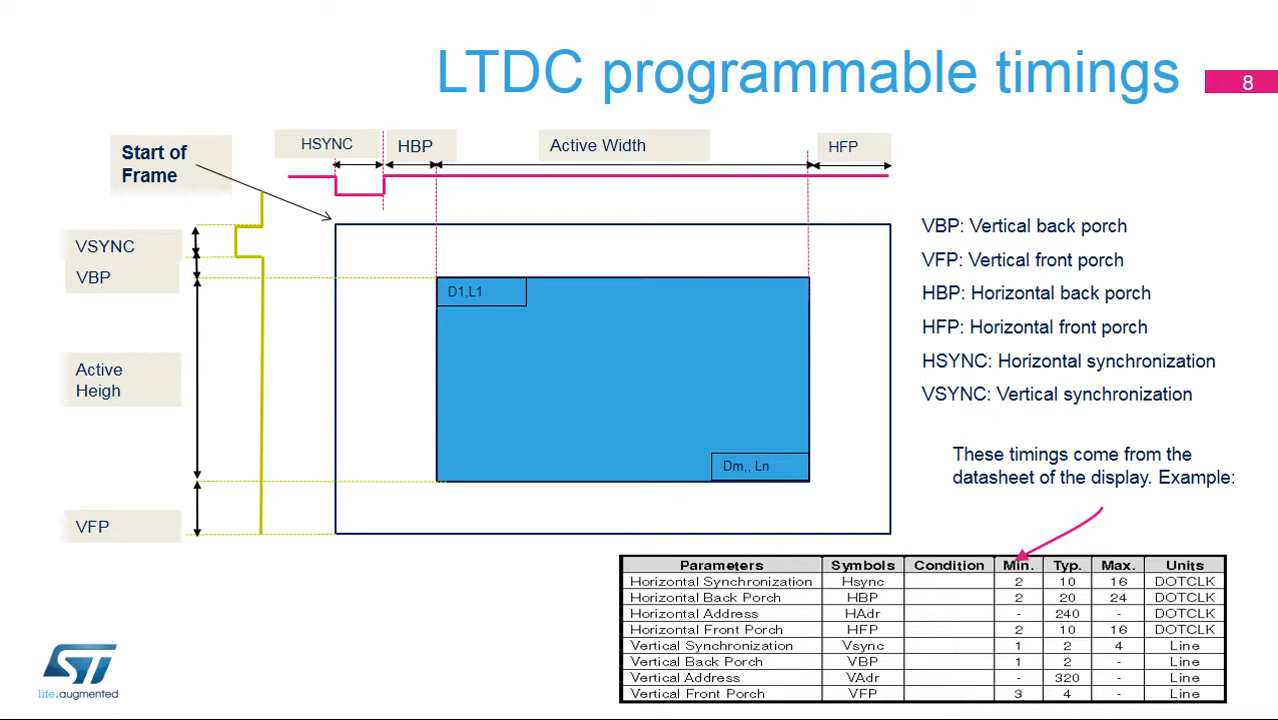 LTDC programmable timings
8
HSYNC
HBP
Active Width
HFP
Start of
Frame
VSYNC
VBP
Active
Heigh
VFP
D1,L1
Dm,, Ln
VBP: Vertical back porch
VFP: Vertical front porch
HBP: Horizontal back porch
HFP: Horizontal front porch
HSYNC: Horizontal synchronization
VSYNC: Vertical synchronization
These timings come from the
datasheet of the display. Example:
Parameters Symbols Condition Min. Typ. Max. Units
Horizontal Synchronization Hsync 2 10 16 DOTCLK
Horizontal Back Porch HBP 2 20 24 DOTCLK
Horizontal Address HAdr - 240 - DOTCLK
Horizontal Front Porch HFP 2 10 16 DOTCLK
Vertical Synchronization Vsync 1 2 4 Line
Vertical Back Porch VBP 1 2 - Line
Vertical Address VAdr - 320 - Line
Vertical Front Porch VFP 3 4 - Line
ST
life.augmented